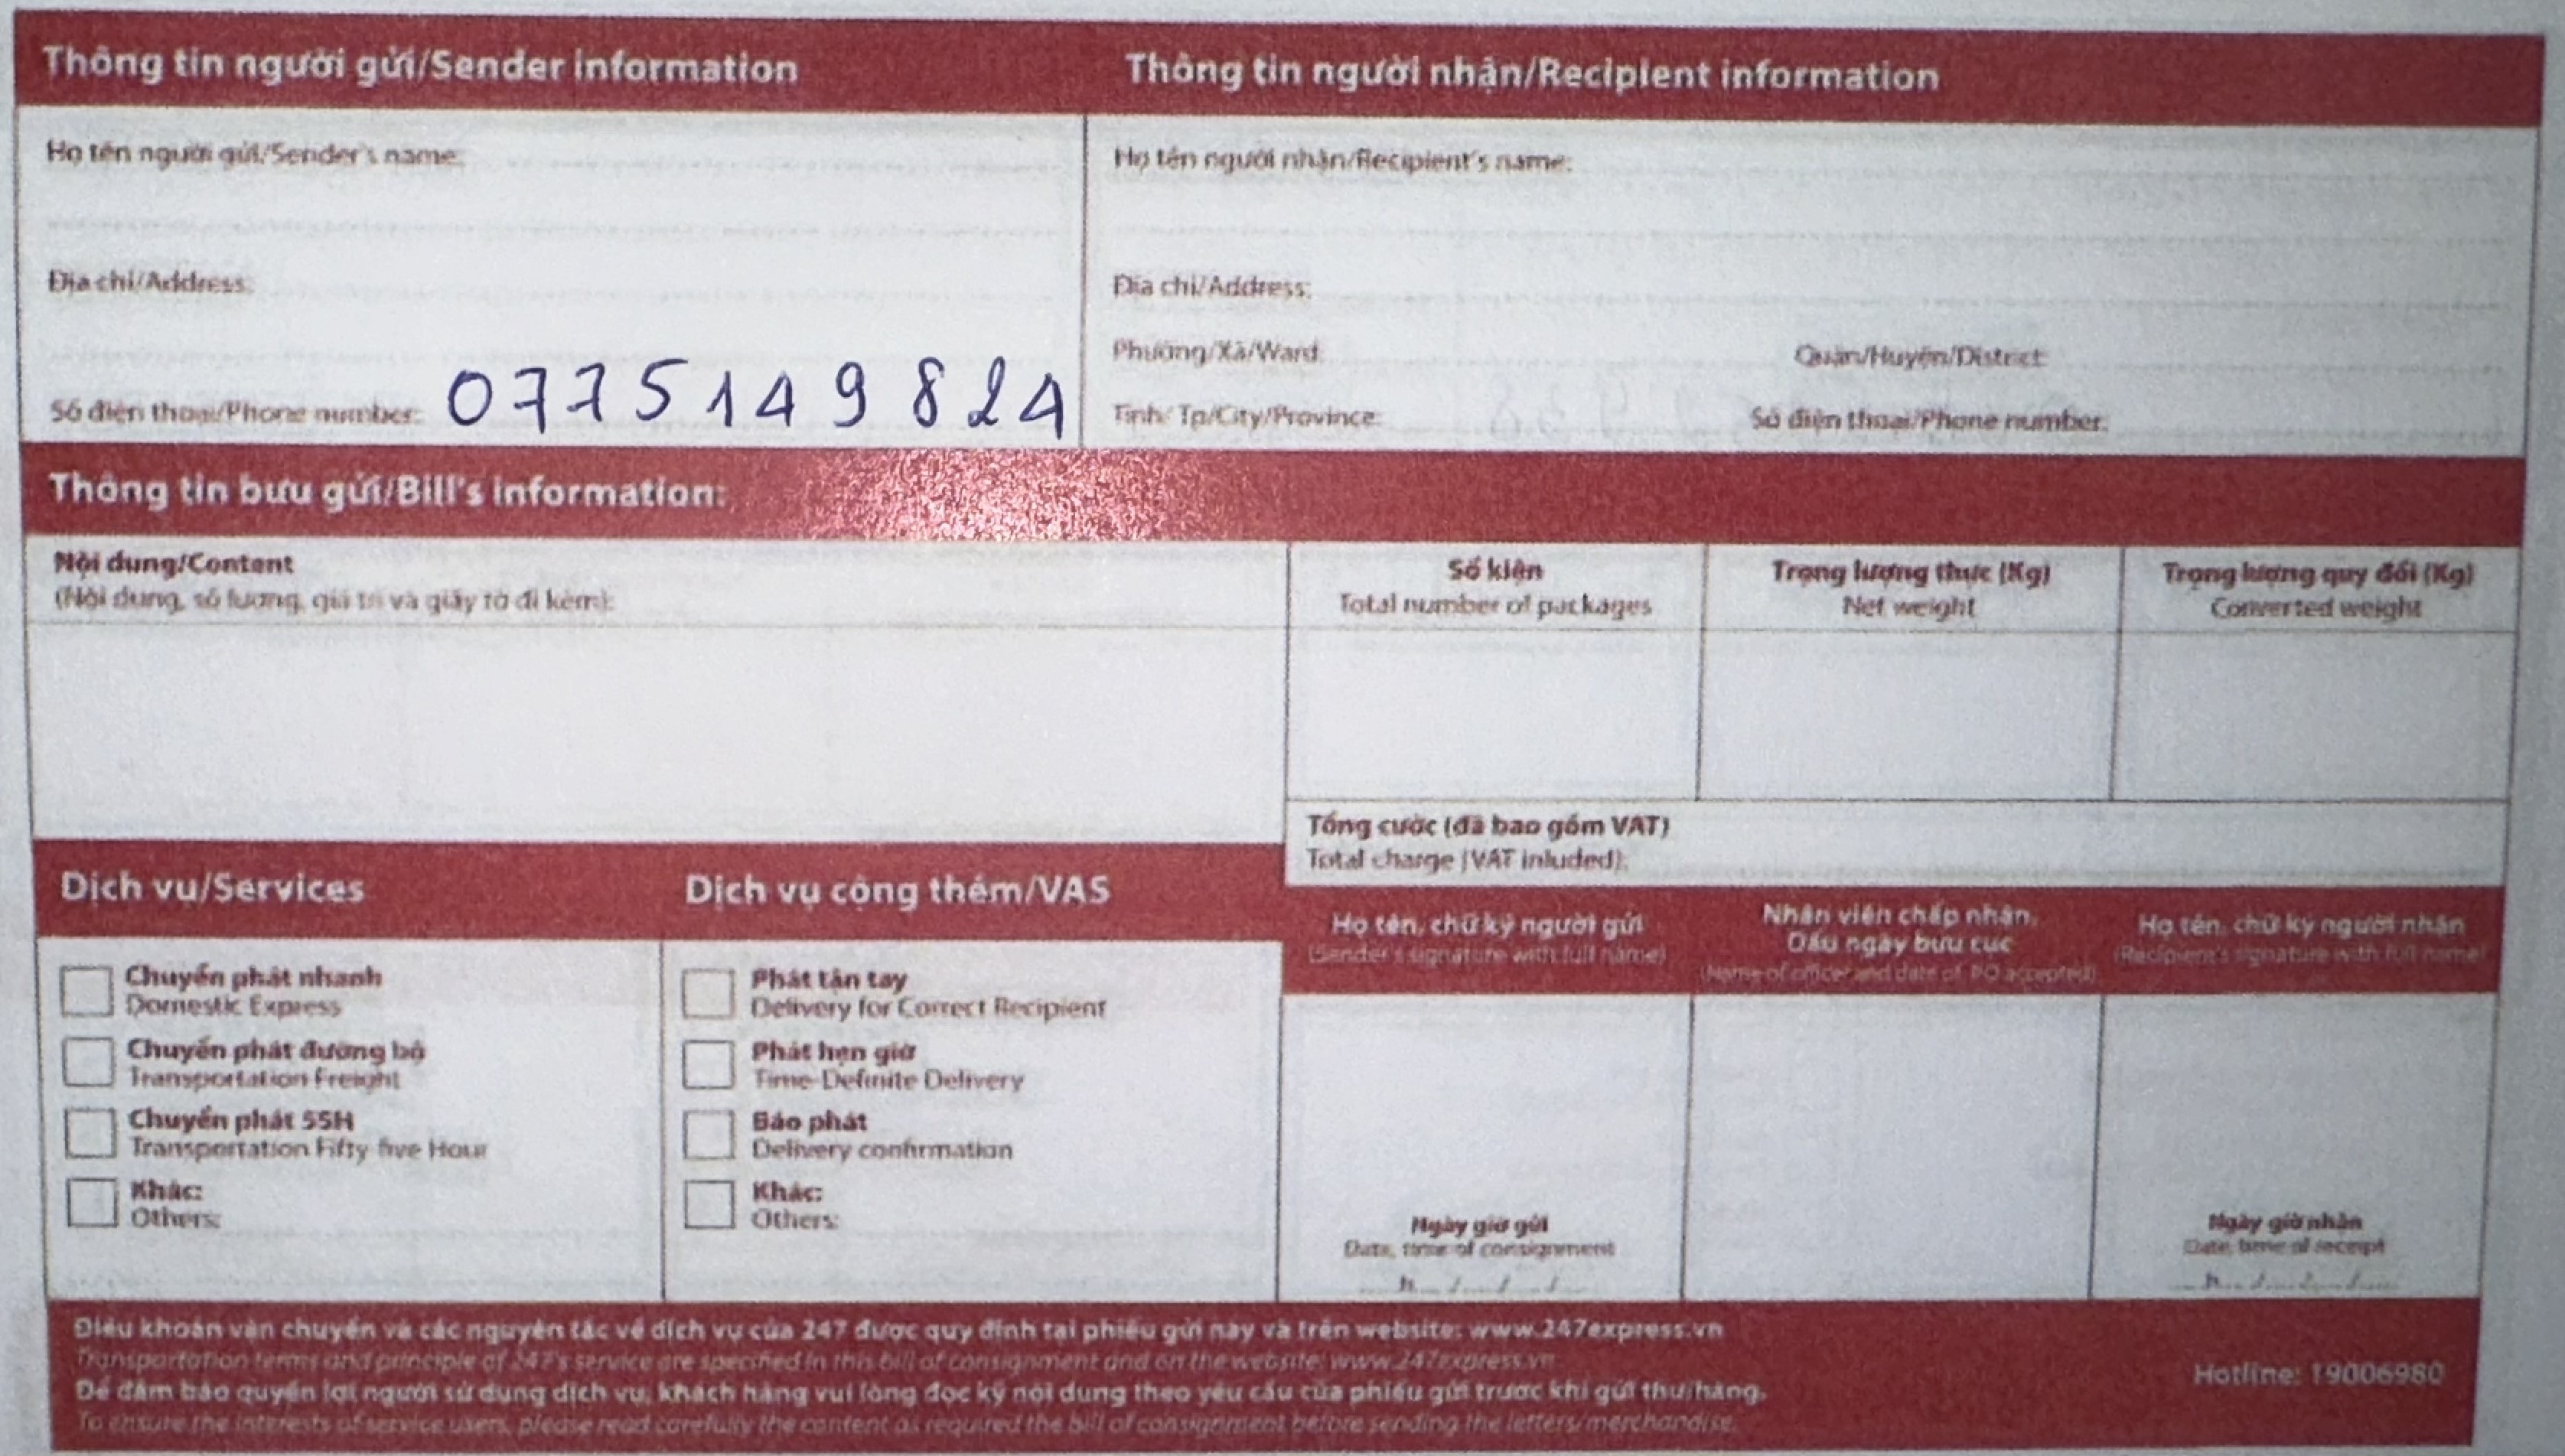 Thông tin người gửi/Sender information
Thông tin người nhận/Recipient information
Họ tên người gửi/Sender's name:
Địa chỉ/Address:
Số điện thoại/Phone number: 0775149824
Họ tên người nhận/Recipient's name:
Địa chỉ/Address:
Phường/Xã/Ward: Quận/Huyện/District:
Tỉnh/ Tp/City/Province: Số điện thoại/Phone number:
Thông tin bưu gửi/Bill's information:
Nội dung/Content
(Nội dung, số lượng, giá trị và giấy tờ đi kèm):
Số kiện
Total number of packages
Trọng lượng thực (Kg)
Net weight
Trọng lượng quy đổi (Kg)
Converted weight
Tổng cước (đã bao gồm VAT)
Total charge (VAT inluded):
Dịch vụ/Services
Chuyển phát nhanh
Domestic Express
Chuyển phát đường bộ
Transportation Freight
Chuyển phát 55H
Transportation Fifty five Hour
Khác:
Others:
Dịch vụ cộng thêm/VAS
Phát tận tay
Delivery for Correct Recipient
Phát hẹn giờ
Time-Definite Delivery
Báo phát
Delivery confirmation
Khác:
Others:
Họ tên, chữ ký người gửi
(Sender's signature with full name)
Ngày giờ gửi
Date, time of consignment
h / / /
Nhân viên chấp nhận,
Dấu ngày bưu cục
(Name of officer and date of PO accepted)
Họ tên, chữ ký người nhận
(Recipient's signature with full name)
Ngày giờ nhận
Date, time of receipt
h / / /
Điều khoản vận chuyển và các nguyên tắc về dịch vụ của 247 được quy định tại phiếu gửi này và trên website: www.247express.vn
Transportation terms and principle of 247's service are specified in this bill of consignment and on the website: www.247express.vn
Để đảm bảo quyền lợi người sử dụng dịch vụ, khách hàng vui lòng đọc kỹ nội dung theo yêu cầu của phiếu gửi trước khi gửi thư/hàng.
To ensure the interests of service users, please read carefully the content as required the bill of consignment before sending the letters/merchandise.
Hotline: 19006980